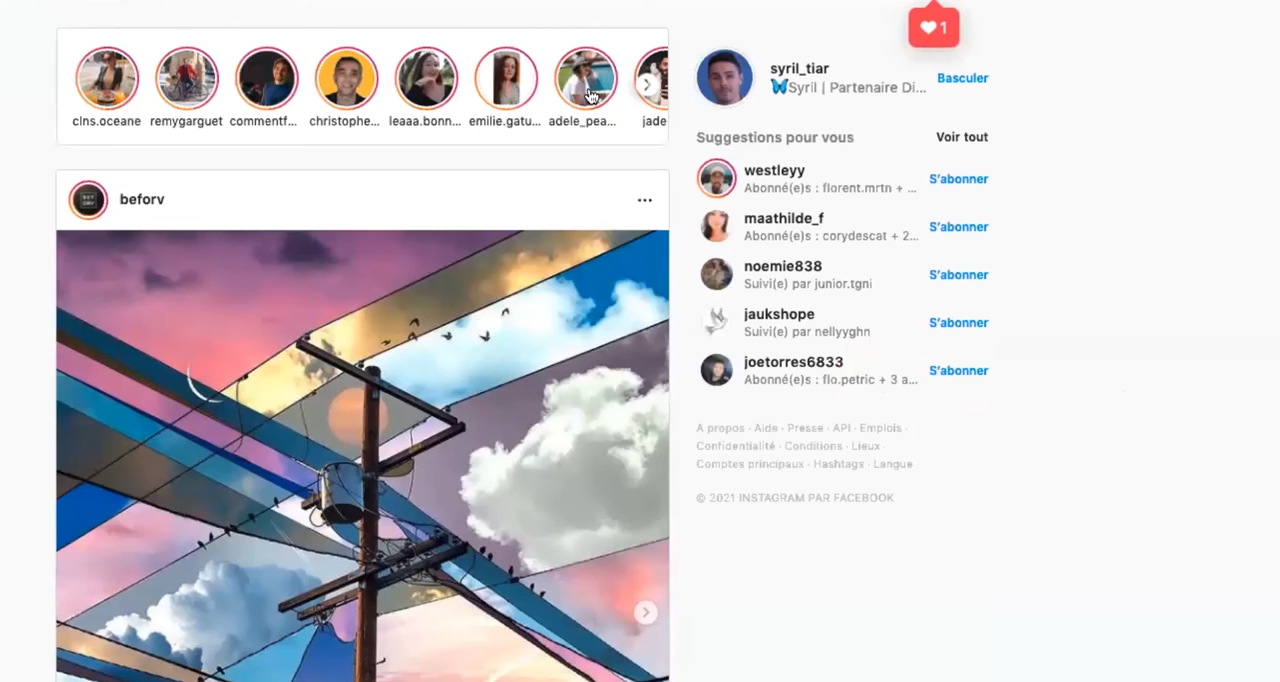 1
clns.oceane remygarguet commentf... christophe... leaaa.bonn... emilie.gatu... adele_pea... jade
syril_tiar
Syril | Partenaire Di...
Basculer
Suggestions pour vous
Voir tout
westleyy
Abonné(e)s : florent.mrtn + ...
S'abonner
maathilde_f
Abonné(e)s : corydescat + 2...
S'abonner
noemie838
Suivi(e) par junior.tgni
S'abonner
jaukshope
Suivi(e) par nellyyghn
S'abonner
joetorres6833
Abonné(e)s : flo.petric + 3 a...
S'abonner
A propos · Aide · Presse · API · Emplois ·
Confidentialité · Conditions · Lieux ·
Comptes principaux · Hashtags · Langue
© 2021 INSTAGRAM PAR FACEBOOK
beforv